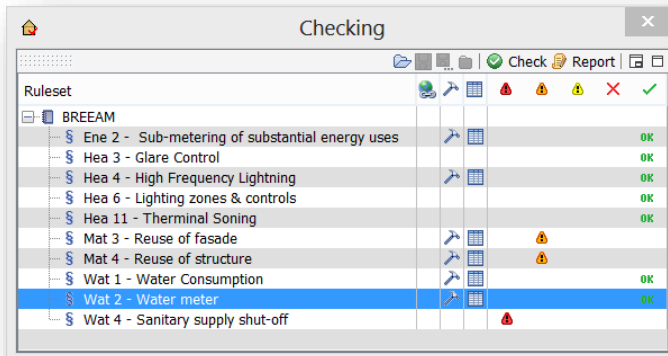 Checking
Check Report
Ruleset
BREEAM
§ Ene 2 - Sub-metering of substantial energy uses OK
§ Hea 3 - Glare Control OK
§ Hea 4 - High Frequency Lightning OK
§ Hea 6 - Lighting zones & controls OK
§ Hea 11 - Therminal Soning OK
§ Mat 3 - Reuse of fasade
§ Mat 4 - Reuse of structure
§ Wat 1 - Water Consumption OK
§ Wat 2 - Water meter OK
§ Wat 4 - Sanitary supply shut-off